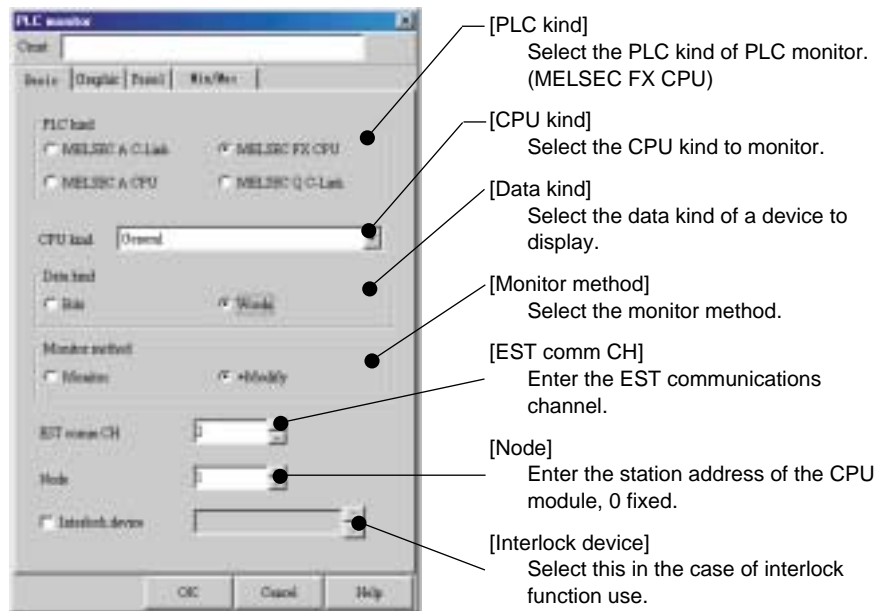 PLC monitor
Cmnt
Basic Graphic Panel Min/Max
PLC kind
MELSEC A C-Link MELSEC FX CPU
MELSEC A CPU MELSEC Q C-Link
CPU kind General
Data kind
Bits Words
Monitor method
Monitor +Modify
EST comm CH
Node
Interlock device
OK Cancel Help
[PLC kind]
Select the PLC kind of PLC monitor.
(MELSEC FX CPU)
[CPU kind]
Select the CPU kind to monitor.
[Data kind]
Select the data kind of a device to
display.
[Monitor method]
Select the monitor method.
[EST comm CH]
Enter the EST communications
channel.
[Node]
Enter the station address of the CPU
module, 0 fixed.
[Interlock device]
Select this in the case of interlock
function use.